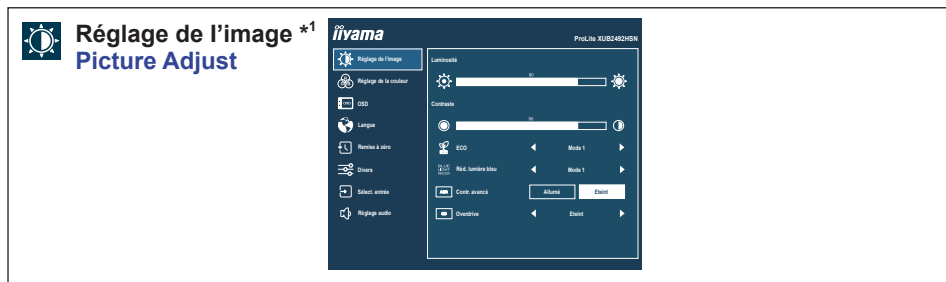 Réglage de l’image *1
Picture Adjust
iiyama
ProLite XUB2492HSN
Réglage de l'image
Réglage de la couleur
OSD
Langue
Remise à zéro
Divers
Sélect. entrée
Réglage audio
Luminosité
80
Contraste
80
ECO Mode 1
Réd. lumière bleu Mode 1
Contr. avancé Allumé Eteint
Overdrive Eteint